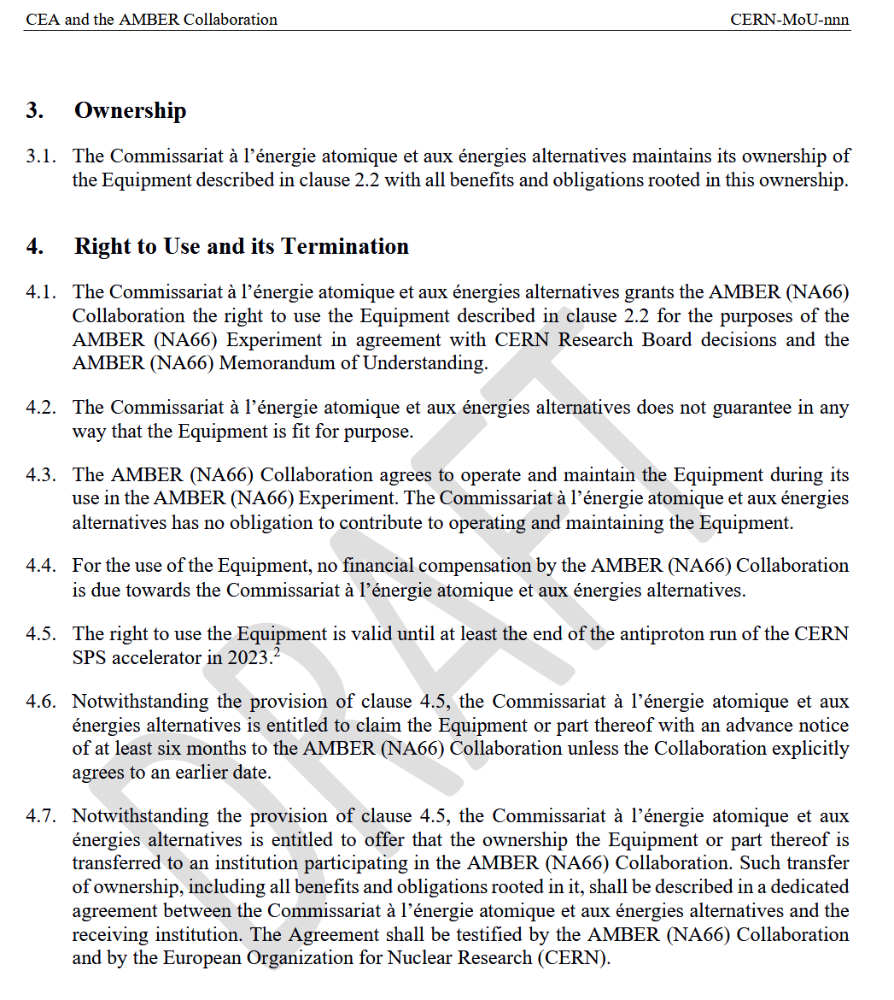 CEA and the AMBER Collaboration CERN-MoU-nnn
3. Ownership
3.1. The Commissariat à l’énergie atomique et aux énergies alternatives maintains its ownership of
the Equipment described in clause 2.2 with all benefits and obligations rooted in this ownership.
4. Right to Use and its Termination
4.1. The Commissariat à l’énergie atomique et aux énergies alternatives grants the AMBER (NA66)
Collaboration the right to use the Equipment described in clause 2.2 for the purposes of the
AMBER (NA66) Experiment in agreement with CERN Research Board decisions and the
AMBER (NA66) Memorandum of Understanding.
4.2. The Commissariat à l’énergie atomique et aux énergies alternatives does not guarantee in any
way that the Equipment is fit for purpose.
4.3. The AMBER (NA66) Collaboration agrees to operate and maintain the Equipment during its
use in the AMBER (NA66) Experiment. The Commissariat à l’énergie atomique et aux énergies
alternatives has no obligation to contribute to operating and maintaining the Equipment.
4.4. For the use of the Equipment, no financial compensation by the AMBER (NA66) Collaboration
is due towards the Commissariat à l’énergie atomique et aux énergies alternatives.
4.5. The right to use the Equipment is valid until at least the end of the antiproton run of the CERN
SPS accelerator in 2023.²
4.6. Notwithstanding the provision of clause 4.5, the Commissariat à l’énergie atomique et aux
énergies alternatives is entitled to claim the Equipment or part thereof with an advance notice
of at least six months to the AMBER (NA66) Collaboration unless the Collaboration explicitly
agrees to an earlier date.
4.7. Notwithstanding the provision of clause 4.5, the Commissariat à l’énergie atomique et aux
énergies alternatives is entitled to offer that the ownership the Equipment or part thereof is
transferred to an institution participating in the AMBER (NA66) Collaboration. Such transfer
of ownership, including all benefits and obligations rooted in it, shall be described in a dedicated
agreement between the Commissariat à l’énergie atomique et aux énergies alternatives and the
receiving institution. The Agreement shall be testified by the AMBER (NA66) Collaboration
and by the European Organization for Nuclear Research (CERN).
DRAFT